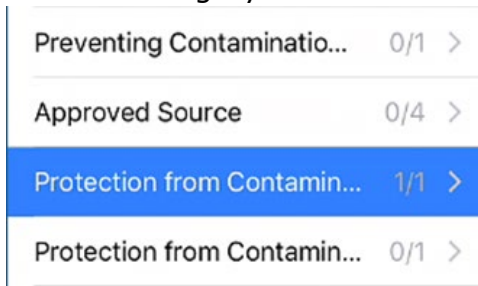 Preventing Contaminatio... 0/1 >
Approved Source 0/4 >
Protection from Contamin... 1/1 >
Protection from Contamin... 0/1 >